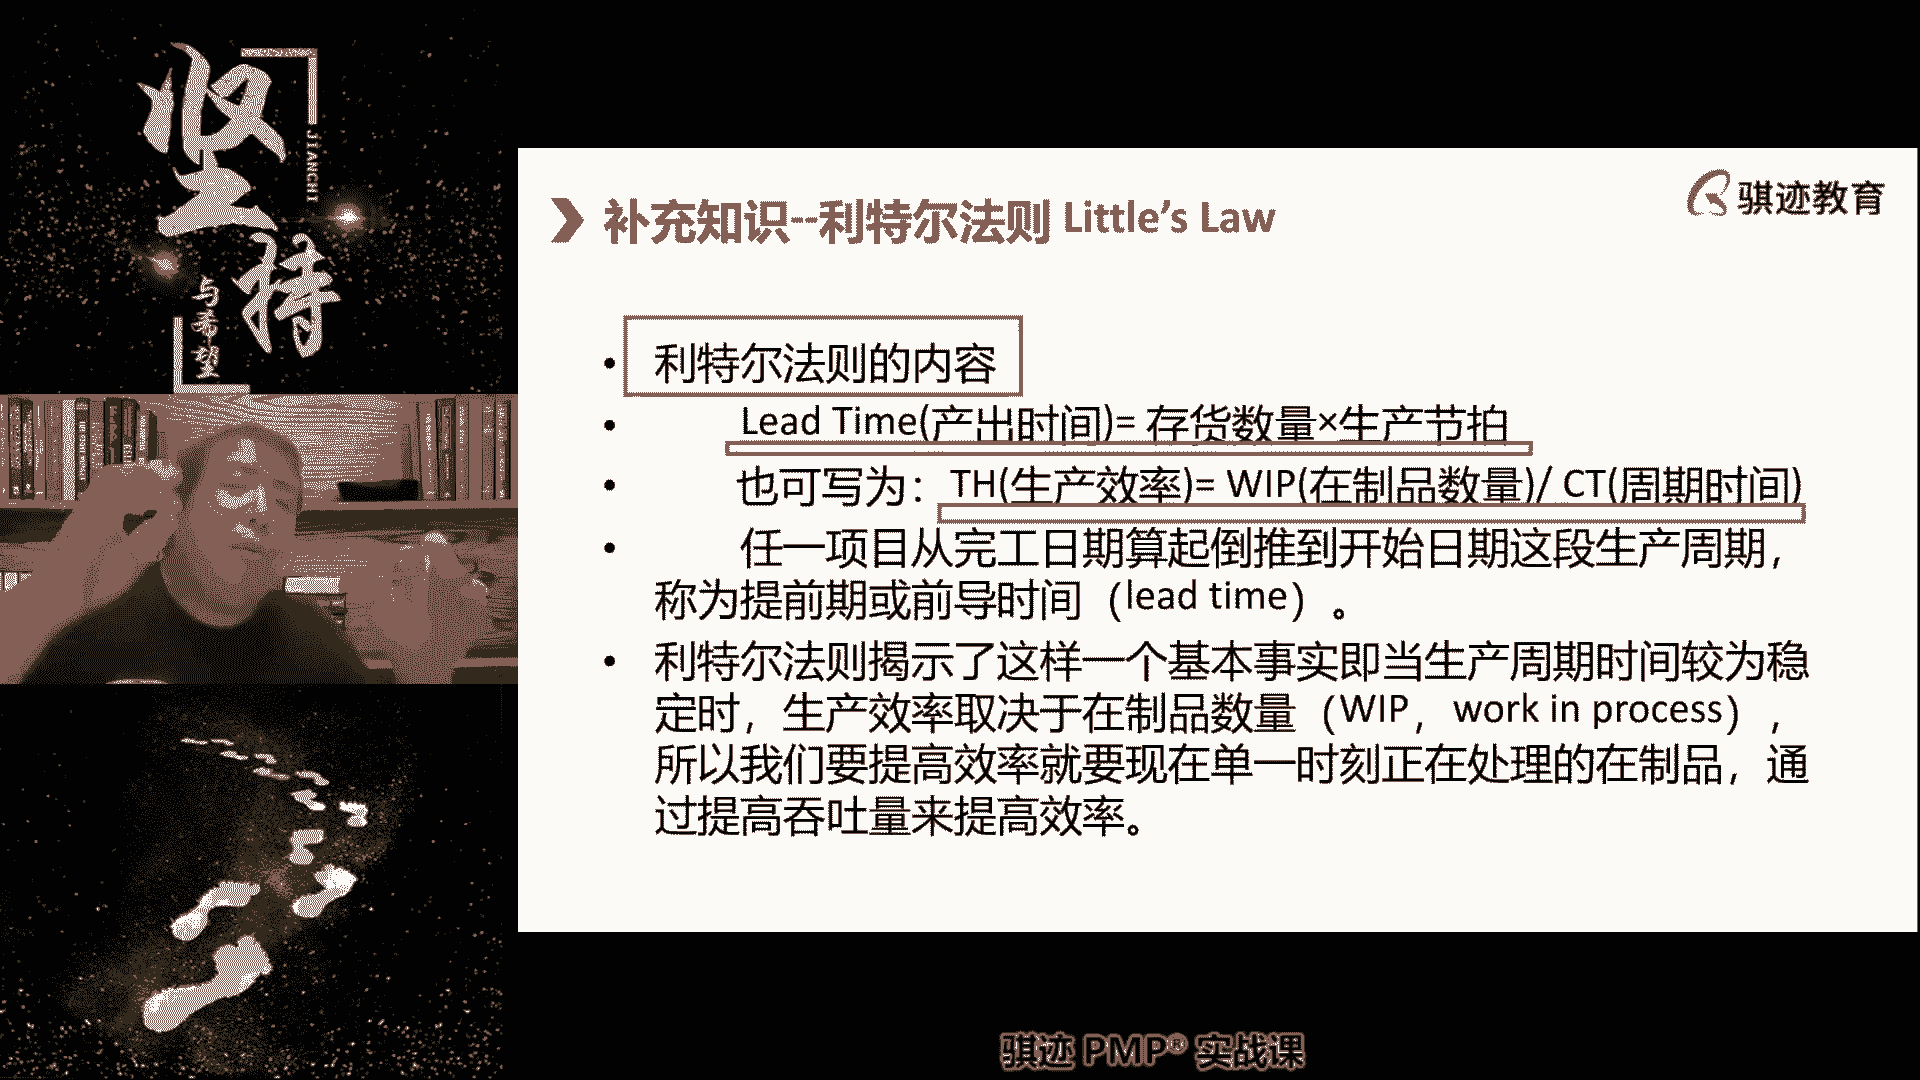 坚持
JIANCHI
与希望
骐迹教育
补充知识--利特尔法则 Little's Law
利特尔法则的内容
Lead Time(产出时间)= 存货数量×生产节拍
也可写为：TH(生产效率)= WIP(在制品数量)/ CT(周期时间)
任一项目从完工日期算起倒推到开始日期这段生产周期，
称为提前期或前导时间（lead time）。
利特尔法则揭示了这样一个基本事实即当生产周期时间较为稳
定时，生产效率取决于在制品数量（WIP，work in process），
所以我们要提高效率就要现在单一时刻正在处理的在制品，通
过提高吞吐量来提高效率。
骐迹 PMP® 实战课